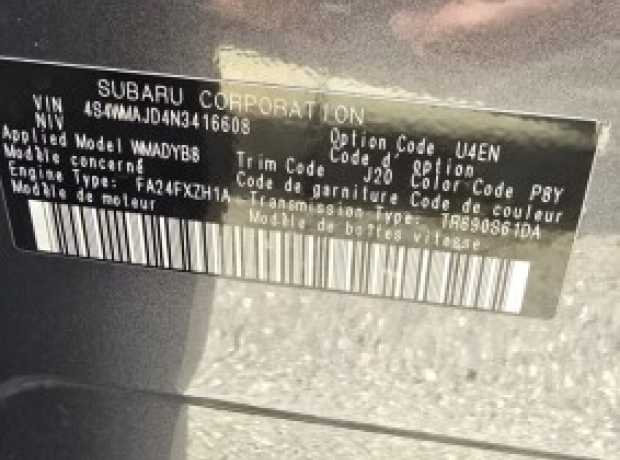 SUBARU CORPORATION
VIN
NIV 4S4WMAJD4N3416608
Applied Model WMADYB8 Option Code U4EN
Modèle concerné Code d' option
Engine Type: FA24FXZH1A Trim Code J20 Color Code P8Y
Modèle de moteur Code de garniture Code de couleur
Transmission Type: TR690S61DA
Modèle de boîtes vitesse